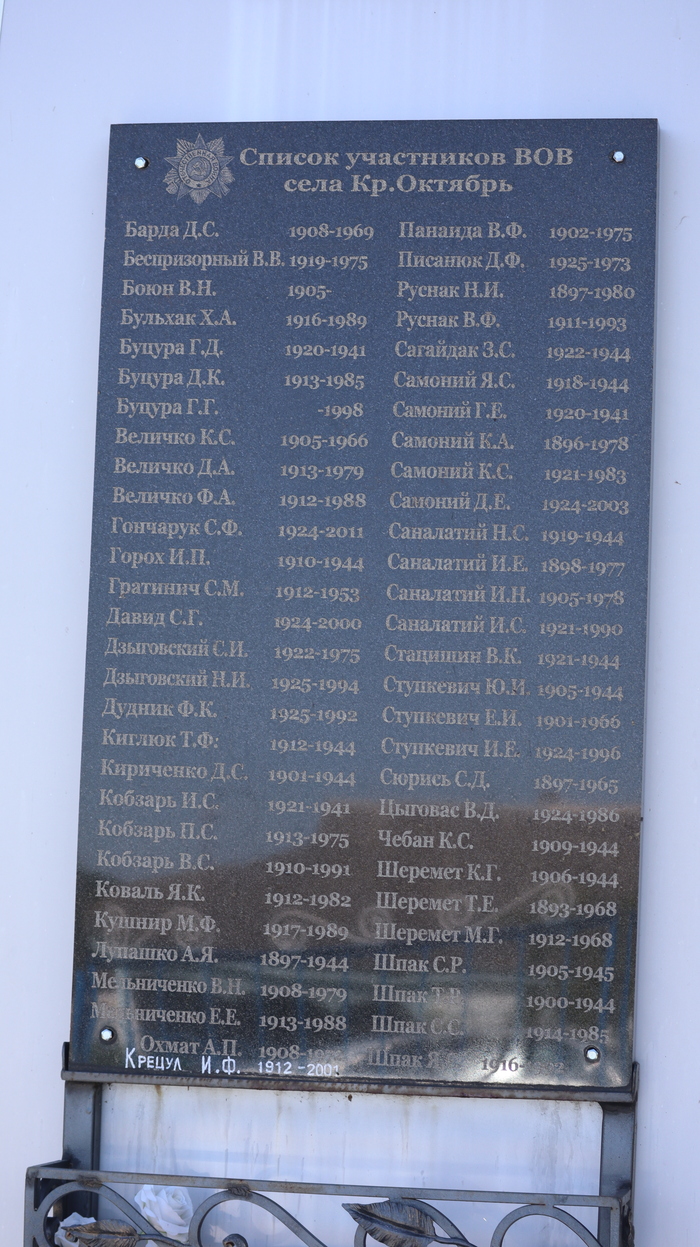 Список участников ВОВ
села Кр.Октябрь
Барда Д.С. 1908-1969
Беспризорный В.В. 1919-1975
Боюн В.Н. 1905-
Бульхак Х.А. 1916-1989
Буцура Г.Д. 1920-1941
Буцура Д.К. 1913-1985
Буцура Г.Г. -1998
Величко К.С. 1905-1966
Величко Д.А. 1913-1979
Величко Ф.А. 1912-1988
Гончарук С.Ф. 1924-2011
Горох И.П. 1910-1944
Гратинич С.М. 1912-1953
Давид С.Г. 1924-2000
Дзыговский С.И. 1922-1975
Дзыговский Н.И. 1925-1994
Дудник Ф.К. 1925-1992
Киглюк Т.Ф. 1912-1944
Кириченко Д.С. 1901-1944
Кобзарь И.С. 1921-1941
Кобзарь П.С. 1913-1975
Кобзарь В.С. 1910-1991
Коваль Я.К. 1912-1982
Кушнир М.Ф. 1917-1989
Лупашко А.Я. 1897-1944
Мельниченко В.Н. 1908-1979
Мельниченко Е.Е. 1913-1988
Охмат А.П.
Крецул И.Ф. 1912-2001
Панаида В.Ф. 1902-1975
Писанюк Д.Ф. 1925-1973
Руснак Н.И. 1897-1980
Руснак В.Ф. 1911-1993
Сагайдак З.С. 1922-1944
Самоний Я.С. 1918-1944
Самоний Г.Е. 1920-1941
Самоний К.А. 1896-1978
Самоний К.С. 1921-1983
Самоний Д.Е. 1924-2003
Саналатий Н.С. 1919-1944
Саналатий И.Е. 1898-1977
Саналатий И.Н. 1905-1978
Саналатий И.С. 1921-1990
Стацишин В.К. 1921-1944
Ступкевич Ю.И. 1905-1944
Ступкевич Е.И. 1901-1966
Ступкевич И.Е. 1924-1996
Сюрись С.Д. 1897-1965
Цыговас В.Д. 1924-1986
Чебан К.С. 1909-1944
Шеремет К.Г. 1906-1944
Шеремет Т.Е. 1893-1968
Шеремет М.Г. 1912-1968
Шпак С.Р. 1905-1945
Шпак Т.Р. 1900-1944
Шпак С.С. 1914-1985
Шпак